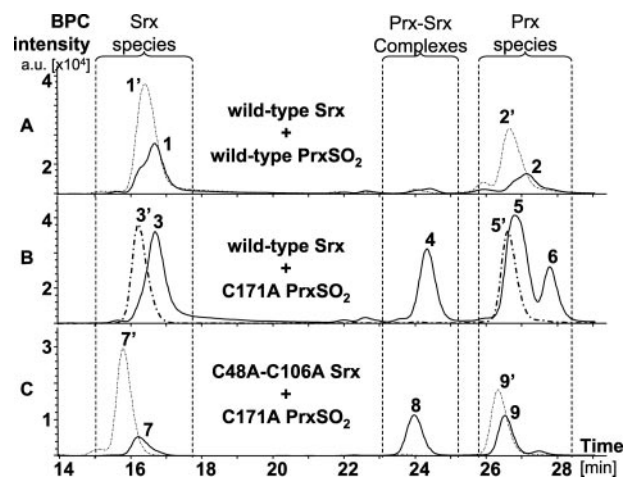 BPC
intensity
a.u. [x10⁴]
Srx
species
Prx-Srx
Complexes
Prx
species
A
4
2
1'
1
wild-type Srx
+
wild-type PrxSO₂
2'
2
B
4
2
3'
3
wild-type Srx
+
C171A PrxSO₂
4
5'
5
6
C
3
1
7'
7
C48A-C106A Srx
+
C171A PrxSO₂
8
9'
9
Time
[min]
14 16 18 20 22 24 26 28